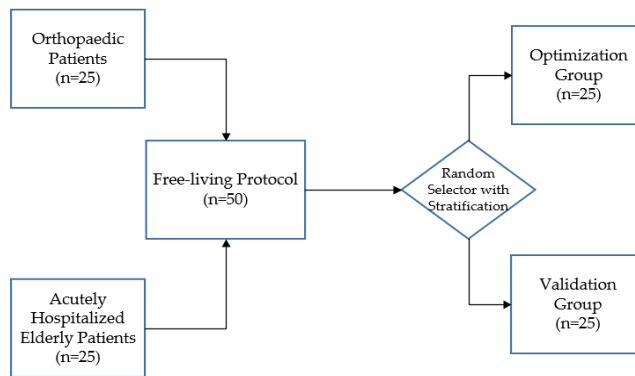 Orthopaedic
Patients
(n=25)
Optimization
Group
(n=25)
Free-living Protocol
(n=50)
Random
Selector with
Stratification
Acutely
Hospitalized
Elderly Patients
(n=25)
Validation
Group
(n=25)